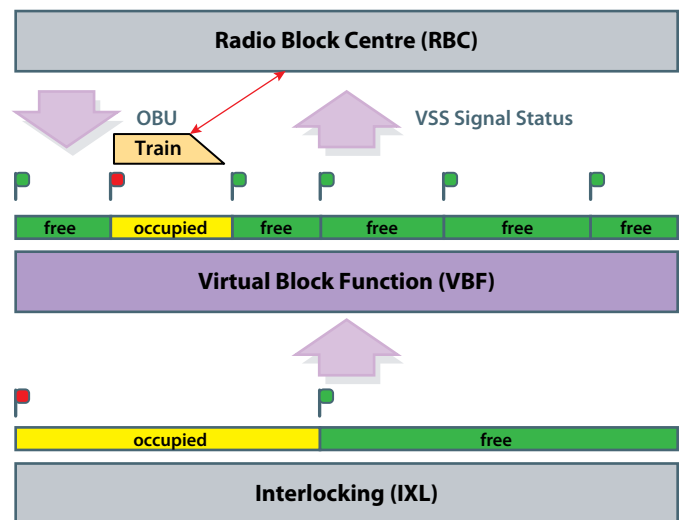 Radio Block Centre (RBC)
OBU
VSS Signal Status
Train
free
occupied
free
free
free
free
Virtual Block Function (VBF)
occupied
free
Interlocking (IXL)